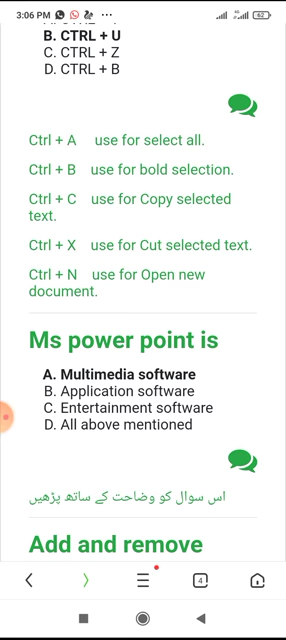 3:06 PM
62
B. CTRL + U
C. CTRL + Z
D. CTRL + B
Ctrl + A use for select all.
Ctrl + B use for bold selection.
Ctrl + C use for Copy selected
text.
Ctrl + X use for Cut selected text.
Ctrl + N use for Open new
document.
Ms power point is
A. Multimedia software
B. Application software
C. Entertainment software
D. All above mentioned
اس سوال کو وضاحت کے ساتھ پڑھیں
Add and remove
4